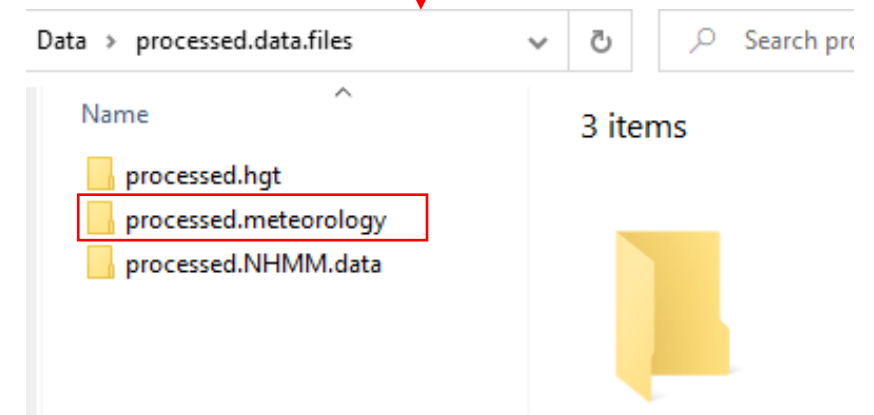 Data > processed.data.files
Search pro
Name
3 items
processed.hgt
processed.meteorology
processed.NHMM.data